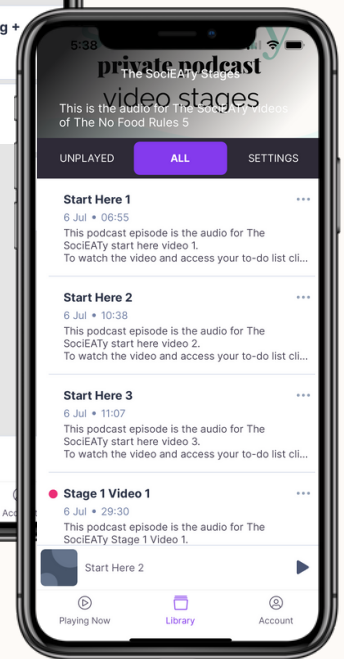 g +
5:38
private podcast
The SociEATy Stages
video stages
This is the audio for The SociEATy videos
of The No Food Rules 5
UNPLAYED
ALL
SETTINGS
Start Here 1
6 Jul • 06:55
This podcast episode is the audio for The
SociEATy start here video 1.
To watch the video and access your to-do list cli...
Start Here 2
6 Jul • 10:38
This podcast episode is the audio for The
SociEATy start here video 2.
To watch the video and access your to-do list cli...
Start Here 3
6 Jul • 11:07
This podcast episode is the audio for The
SociEATy start here video 3.
To watch the video and access your to-do list cli...
Stage 1 Video 1
6 Jul • 29:30
This podcast episode is the audio for The
SociEATy Stage 1 Video 1.
Start Here 2
Acc
Playing Now
Library
Account